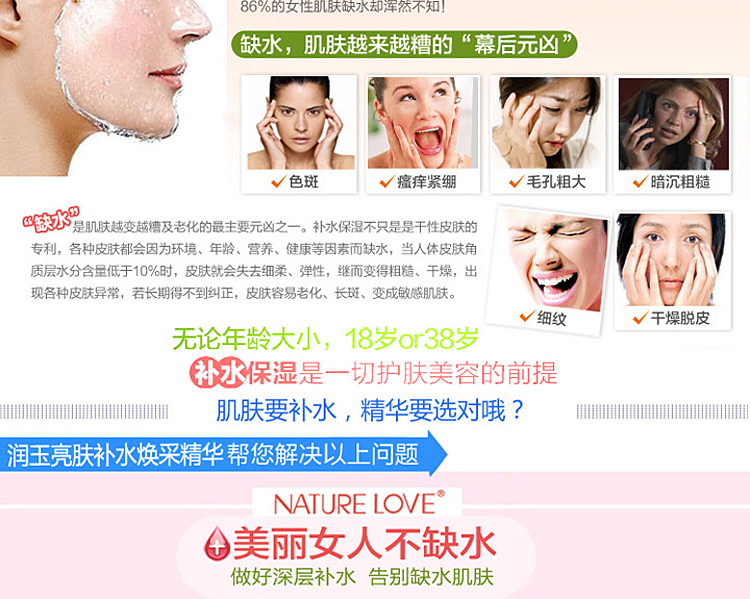 86%的女性肌肤缺水却浑然不知！
缺水，肌肤越来越糟的“幕后元凶”
色斑
瘙痒紧绷
毛孔粗大
暗沉粗糙
“缺水”是肌肤越变越糟及老化的最主要元凶之一。补水保湿不只是是干性皮肤的
专利，各种皮肤都会因为环境、年龄、营养、健康等因素而缺水，当人体皮肤角
质层水分含量低于10%时，皮肤就会失去细柔、弹性，继而变得粗糙、干燥，出
现各种皮肤异常，若长期得不到纠正，皮肤容易老化、长斑、变成敏感肌肤。
细纹
干燥脱皮
无论年龄大小，18岁or38岁
补水保湿是一切护肤美容的前提
肌肤要补水，精华要选对哦？
润玉亮肤补水焕采精华帮您解决以上问题
NATURE LOVE®
美丽女人不缺水
做好深层补水 告别缺水肌肤